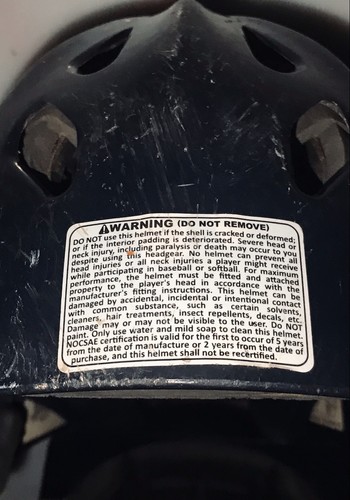 ⚠WARNING (DO NOT REMOVE)
DO NOT use this helmet if the shell is cracked or deformed;
or if the interior padding is deteriorated. Severe head or
neck injury, including paralysis or death may occur to you
despite using this headgear. No helmet can prevent all
head injuries or all neck injuries a player might receive
while participating in baseball or softball. For maximum
performance, the helmet must be fitted and attached
property to the player's head in accordance with the
manufacturer's fitting instructions. This helmet can be
damaged by accidental, incidental or intentional contact
with common substance, such as certain solvents,
cleaners, hair treatments, insect repellents, decals, etc.
Damage may or may not be visible to the user. Do NOT
paint. Only use water and mild soap to clean this helmet.
NOCSAE certification is valid for the first to occur of 5 years
from the date of manufacture or 2 years from the date of
purchase, and this helmet shall not be recertified.